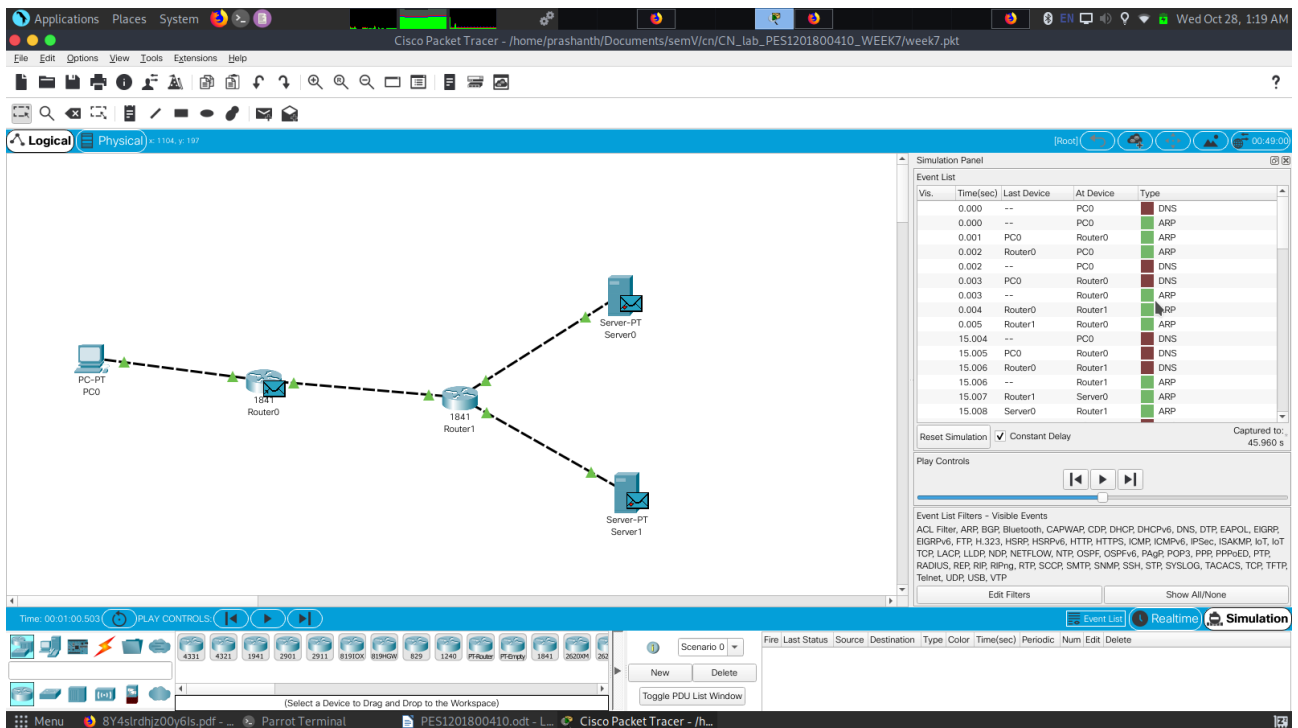 Applications Places System EN Wed Oct 28, 1:19 AM
Cisco Packet Tracer - /home/prashanth/Documents/semV/cn/CN_lab_PES1201800410_WEEK7/week7.pkt
File Edit Options View Tools Extensions Help
?
Logical Physical x: 1104, y: 197 [Root] 00:49:00
Server-PT
Server0
PC-PT
PC0
1841
Router0
1841
Router1
Server-PT
Server1
Simulation Panel
Event List
Vis. Time(sec) Last Device At Device Type
0.000 -- PC0 DNS
0.000 -- PC0 ARP
0.001 PC0 Router0 ARP
0.002 Router0 PC0 ARP
0.002 -- PC0 DNS
0.003 PC0 Router0 DNS
0.003 -- Router0 ARP
0.004 Router0 Router1 ARP
0.005 Router1 Router0 ARP
15.004 -- PC0 DNS
15.005 PC0 Router0 DNS
15.006 Router0 Router1 DNS
15.006 -- Router1 ARP
15.007 Router1 Server0 ARP
15.008 Server0 Router1 ARP
Reset Simulation Constant Delay Captured to:
45.960 s
Play Controls
Event List Filters - Visible Events
ACL Filter, ARP, BGP, Bluetooth, CAPWAP, CDP, DHCP, DHCPv6, DNS, DTP, EAPOL, EIGRP,
EIGRPv6, FTP, H.323, HSRP, HSRPv6, HTTP, HTTPS, ICMP, ICMPv6, IPSec, ISAKMP, IoT, IoT
TCP, LACP, LLDP, NDP, NETFLOW, NTP, OSPF, OSPFv6, PAgP, POP3, PPP, PPPoED, PTP,
RADIUS, REP, RIP, RIPng, RTP, SCCP, SMTP, SNMP, SSH, STP, SYSLOG, TACACS, TCP, TFTP,
Telnet, UDP, USB, VTP
Edit Filters Show All/None
Time: 00:01:00.503 PLAY CONTROLS: Event List Realtime Simulation
4331 4321 1941 2901 2911 819IOX 819HGW 829 1240 PT-Router PT-Empty 1841 2620XM 262
(Select a Device to Drag and Drop to the Workspace)
Scenario 0
New Delete
Toggle PDU List Window
Fire Last Status Source Destination Type Color Time(sec) Periodic Num Edit Delete
Menu 8Y4slrdhjz00y6ls.pdf - ... Parrot Terminal PES1201800410.odt - L... Cisco Packet Tracer - /h...